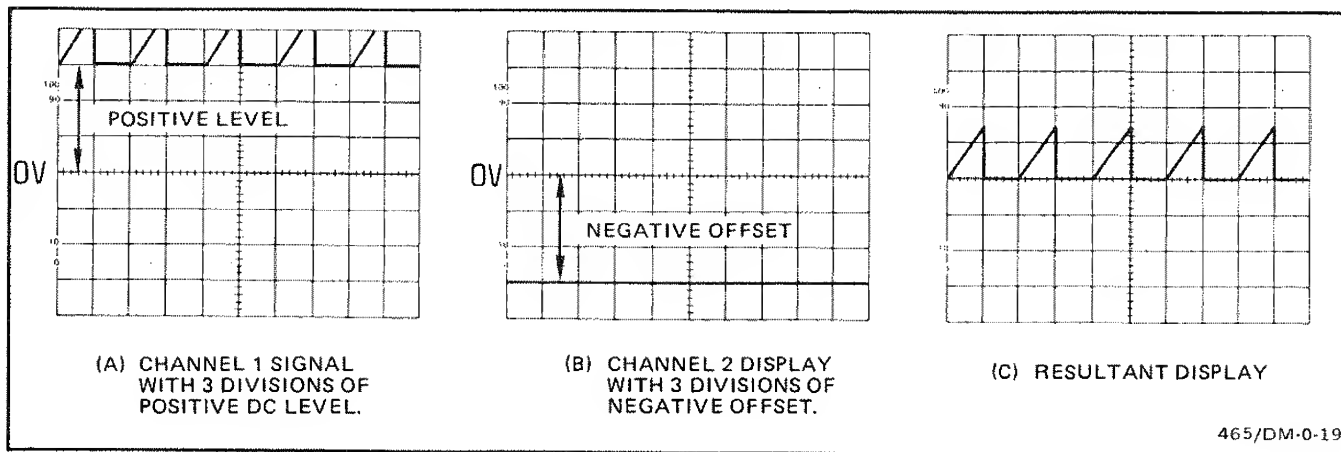 100
90
POSITIVE LEVEL
0V
10
0
(A) CHANNEL 1 SIGNAL
WITH 3 DIVISIONS OF
POSITIVE DC LEVEL.
100
90
0V
NEGATIVE OFFSET
(B) CHANNEL 2 DISPLAY
WITH 3 DIVISIONS OF
NEGATIVE OFFSET.
100
90
(C) RESULTANT DISPLAY
465/DM-0-19